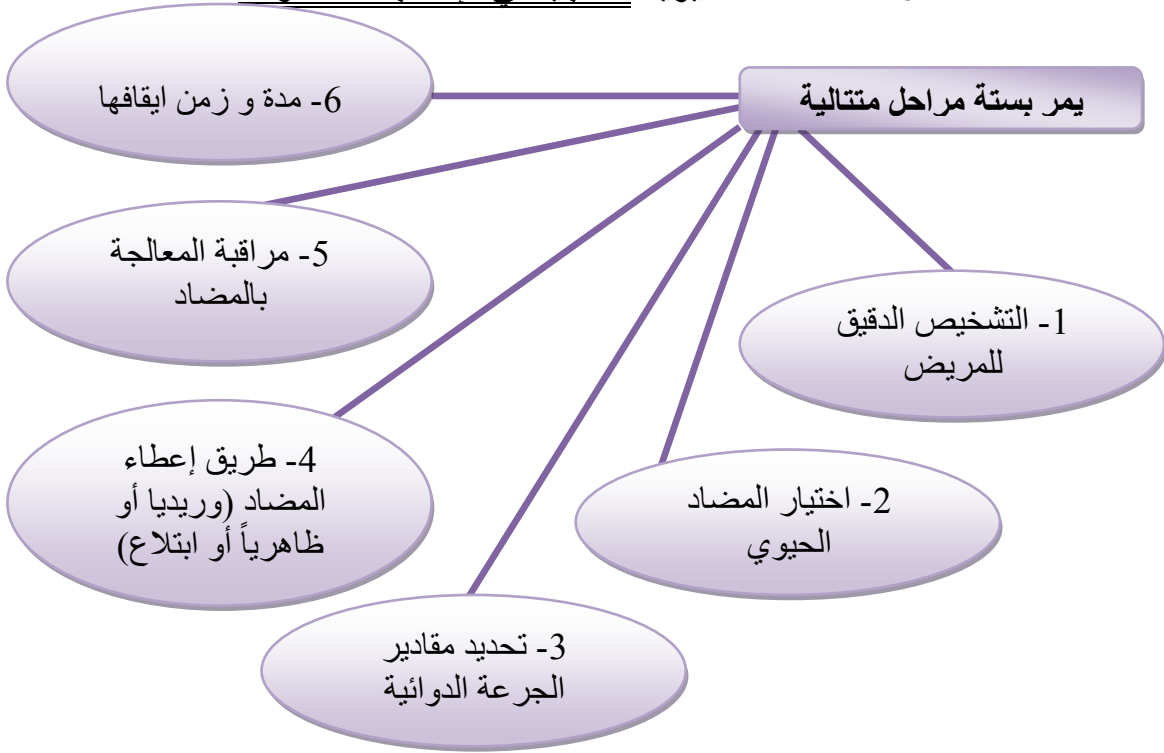 يمر بستة مراحل متتالية
1- التشخيص الدقيق
للمريض
2- اختيار المضاد
الحيوي
3- تحديد مقادير
الجرعة الدوائية
4- طريق إعطاء
المضاد (وريديا أو
ظاهرياً أو ابتلاع)
5- مراقبة المعالجة
بالمضاد
6- مدة و زمن ايقافها